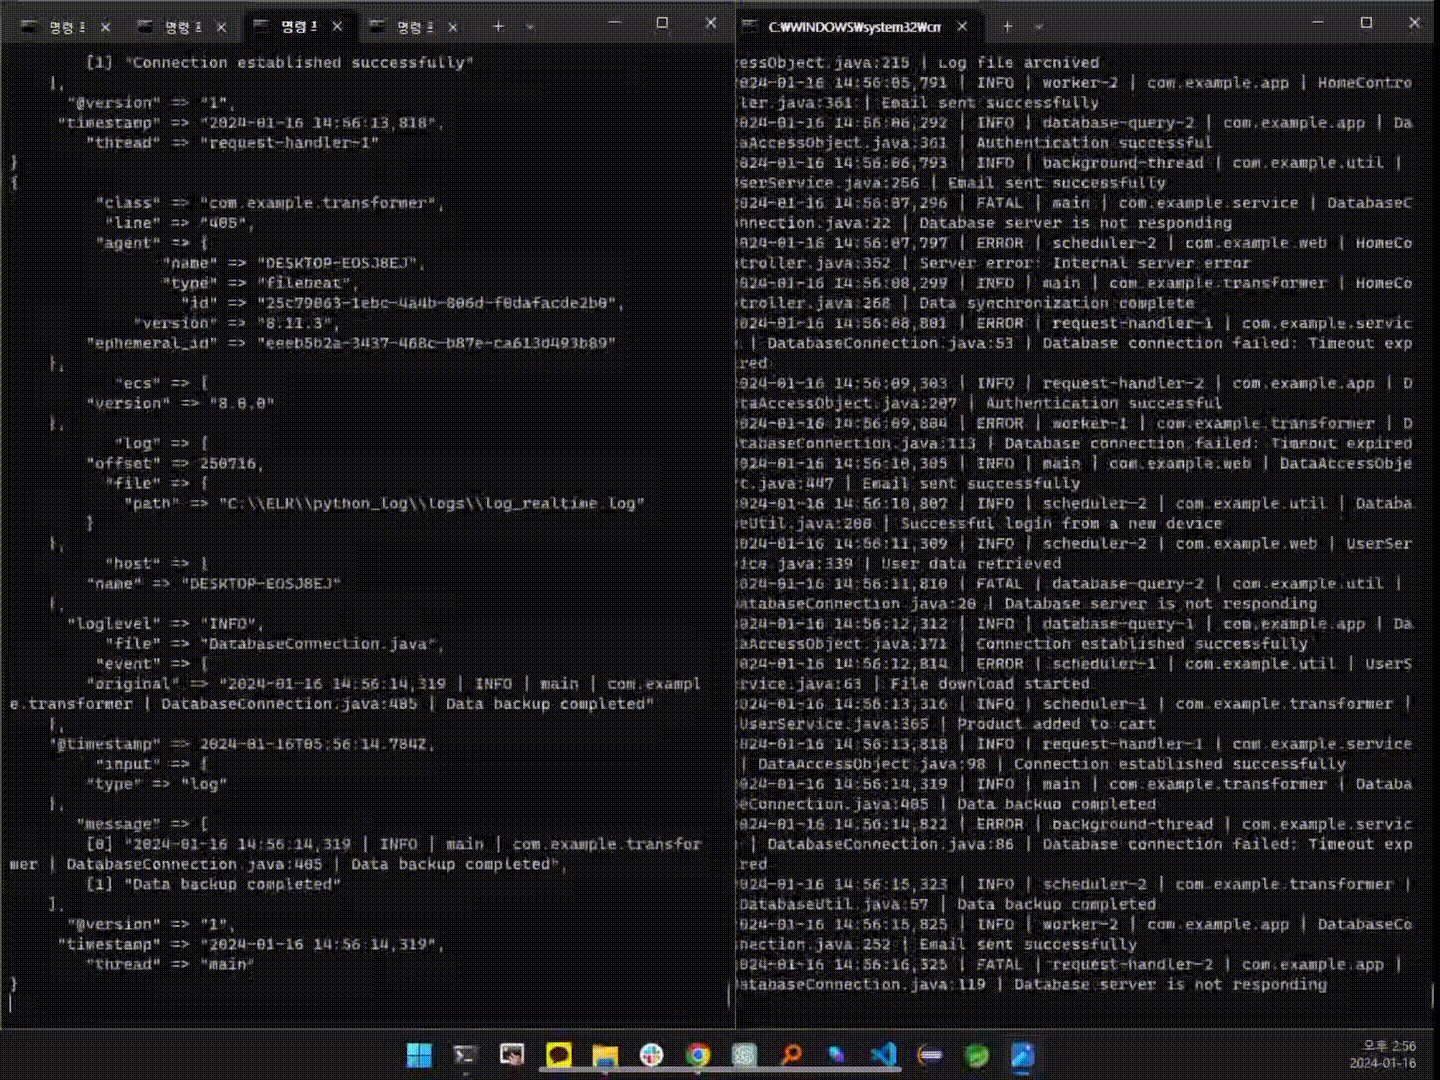 명령 프
명령 프
명령 프
명령 프
[1] "Connection established successfully"
],
"@version" => "1",
"timestamp" => "2024-01-16 14:56:13,818",
"thread" => "request-handler-1"
}
{
"class" => "com.example.transformer",
"line" => "405",
"agent" => {
"name" => "DESKTOP-EOSJ8EJ",
"type" => "filebeat",
"id" => "25c79063-1ebc-4a4b-806d-f0dafacde2b0",
"version" => "8.11.3",
"ephemeral_id" => "eeeb5b2a-3437-468c-b87e-ca613d493b89"
},
"ecs" => {
"version" => "8.0.0"
},
"log" => {
"offset" => 250716,
"file" => {
"path" => "C:\\ELK\\python_log\\logs\\log_realtime.log"
}
},
"host" => {
"name" => "DESKTOP-EOSJ8EJ"
},
"loglevel" => "INFO",
"file" => "DatabaseConnection.java",
"event" => {
"original" => "2024-01-16 14:56:14,319 | INFO | main | com.exampl
e.transformer | DatabaseConnection.java:405 | Data backup completed"
},
"@timestamp" => 2024-01-16T05:56:14.784Z,
"input" => {
"type" => "log"
},
"message" => [
[0] "2024-01-16 14:56:14,319 | INFO | main | com.example.transfor
mer | DatabaseConnection.java:405 | Data backup completed",
[1] "Data backup completed"
],
"@version" => "1",
"timestamp" => "2024-01-16 14:56:14,319",
"thread" => "main"
}
C:\WINDOWS\system32\cm
essObject.java:215 | Log file archived
024-01-16 14:56:05,791 | INFO | worker-2 | com.example.app | HomeContro
ler.java:361 | Email sent successfully
024-01-16 14:56:06,292 | INFO | database-query-2 | com.example.app | Da
aAccessObject.java:361 | Authentication successful
024-01-16 14:56:06,793 | INFO | background-thread | com.example.util |
serService.java:256 | Email sent successfully
024-01-16 14:56:07,296 | FATAL | main | com.example.service | DatabaseC
nnection.java:22 | Database server is not responding
024-01-16 14:56:07,797 | ERROR | scheduler-2 | com.example.web | HomeCo
troller.java:352 | Server error: Internal server error
024-01-16 14:56:08,299 | INFO | main | com.example.transformer | HomeCo
troller.java:268 | Data synchronization complete
024-01-16 14:56:08,801 | ERROR | request-handler-1 | com.example.servic
| DatabaseConnection.java:53 | Database connection failed: Timeout exp
red
024-01-16 14:56:09,303 | INFO | request-handler-2 | com.example.app | D
taAccessObject.java:207 | Authentication successful
024-01-16 14:56:09,804 | ERROR | worker-1 | com.example.transformer | D
tabaseConnection.java:113 | Database connection failed: Timeout expired
024-01-16 14:56:10,305 | INFO | main | com.example.web | DataAccessObje
t.java:447 | Email sent successfully
024-01-16 14:56:10,807 | INFO | scheduler-2 | com.example.util | Databa
eUtil.java:200 | Successful login from a new device
024-01-16 14:56:11,309 | INFO | scheduler-2 | com.example.web | UserSer
ice.java:339 | User data retrieved
024-01-16 14:56:11,810 | FATAL | database-query-2 | com.example.util |
atabaseConnection.java:20 | Database server is not responding
024-01-16 14:56:12,312 | INFO | database-query-1 | com.example.app | Da
aAccessObject.java:171 | Connection established successfully
024-01-16 14:56:12,814 | ERROR | scheduler-1 | com.example.util | UserS
rvice.java:63 | File download started
024-01-16 14:56:13,316 | INFO | scheduler-1 | com.example.transformer |
UserService.java:365 | Product added to cart
024-01-16 14:56:13,818 | INFO | request-handler-1 | com.example.service
| DataAccessObject.java:98 | Connection established successfully
024-01-16 14:56:14,319 | INFO | main | com.example.transformer | Databa
eConnection.java:405 | Data backup completed
024-01-16 14:56:14,822 | ERROR | background-thread | com.example.servic
| DatabaseConnection.java:86 | Database connection failed: Timeout exp
red
024-01-16 14:56:15,323 | INFO | scheduler-2 | com.example.transformer |
DatabaseUtil.java:57 | Data backup completed
024-01-16 14:56:15,825 | INFO | worker-2 | com.example.app | DatabaseCo
nection.java:252 | Email sent successfully
024-01-16 14:56:16,325 | FATAL | request-handler-2 | com.example.app |
atabaseConnection.java:119 | Database server is not responding
오후 2:56
2024-01-16